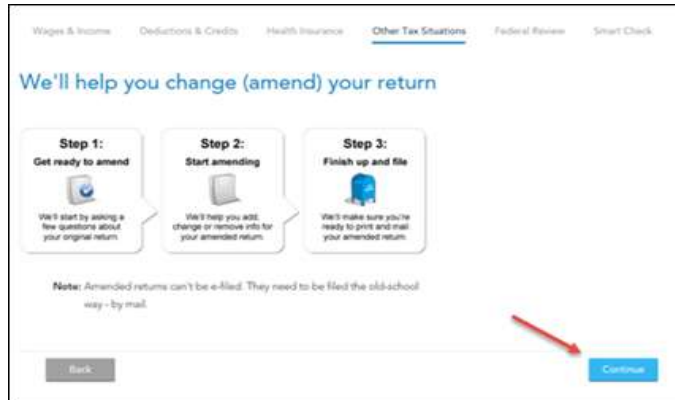 Wages & Income Deductions & Credits Health Insurance Other Tax Situations Federal Review Smart Check
We'll help you change (amend) your return
Step 1:
Get ready to amend
We'll start by asking a
few questions about
your original return.
Step 2:
Start amending
We'll help you add,
change or remove info for
your amended return.
Step 3:
Finish up and file
We'll make sure you're
ready to print and mail
your amended return.
Note: Amended returns can't be e-filed. They need to be filed the old-school
way - by mail.
Back Continue